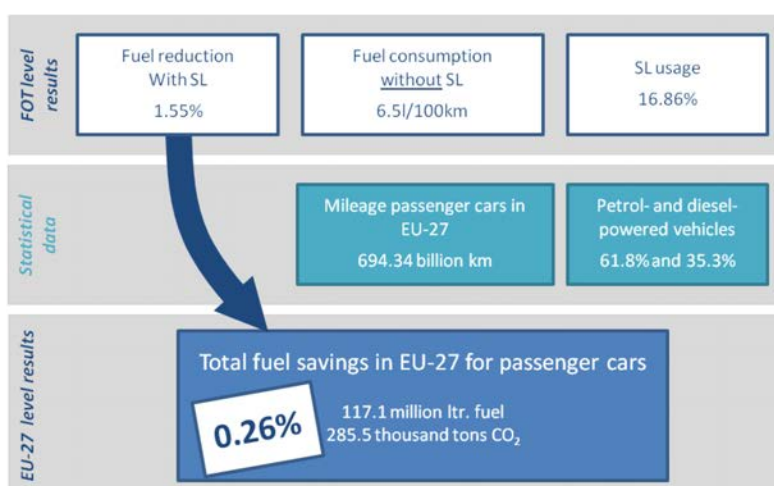 FOT level
results
Fuel reduction
With SL
1.55%
Fuel consumption
without SL
6.5l/100km
SL usage
16.86%
Statistical
data
Mileage passenger cars in
EU-27
694.34 billion km
Petrol- and diesel-
powered vehicles
61.8% and 35.3%
EU-27 level results
Total fuel savings in EU-27 for passenger cars
0.26%
117.1 million ltr. fuel
285.5 thousand tons CO₂